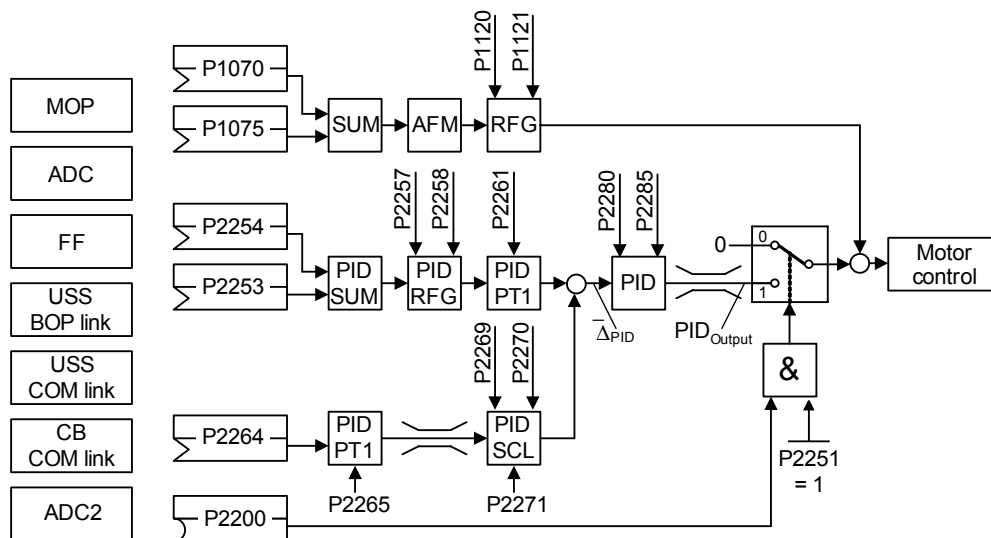 MOP
ADC
FF
USS
BOP link
USS
COM link
CB
COM link
ADC2
P1070
P1075
SUM
AFM
RFG
P1120
P1121
P2254
P2253
PID
SUM
P2257
P2258
PID
RFG
P2261
PID
PT1
P2280
P2285
PID
Δ̅PID
PIDOutput
0
0
1
Motor
control
&
P2251
= 1
P2264
PID
PT1
P2265
P2269
P2270
PID
SCL
P2271
P2200